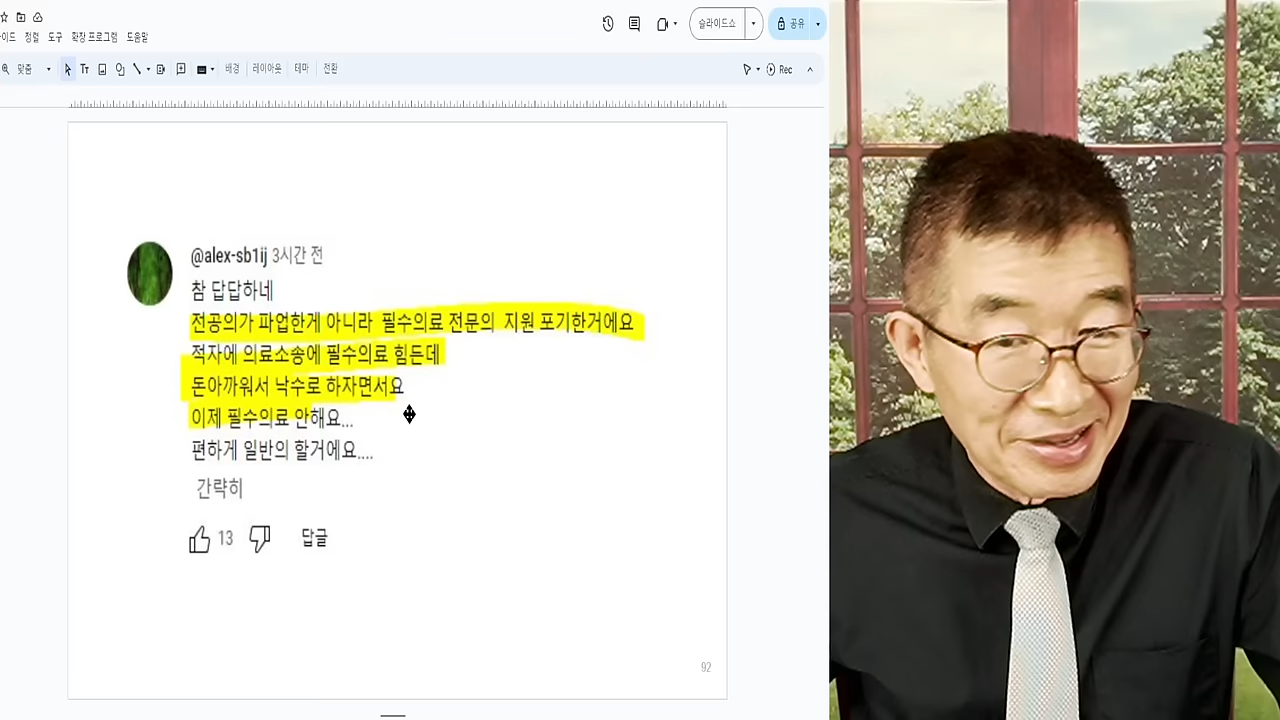 이드 정렬 도구 확장 프로그램 도움말
슬라이드쇼
공유
맞춤
배경 레이아웃 테마 전환
Rec
@alex-sb1ij 3시간 전
참 답답하네
전공의가 파업한게 아니라 필수의료 전문의 지원 포기한거에요
적자에 의료소송에 필수의료 힘든데
돈아까워서 낙수로 하자면서요
이제 필수의료 안해요...
편하게 일반의 할거에요....
간략히
13 답글
92